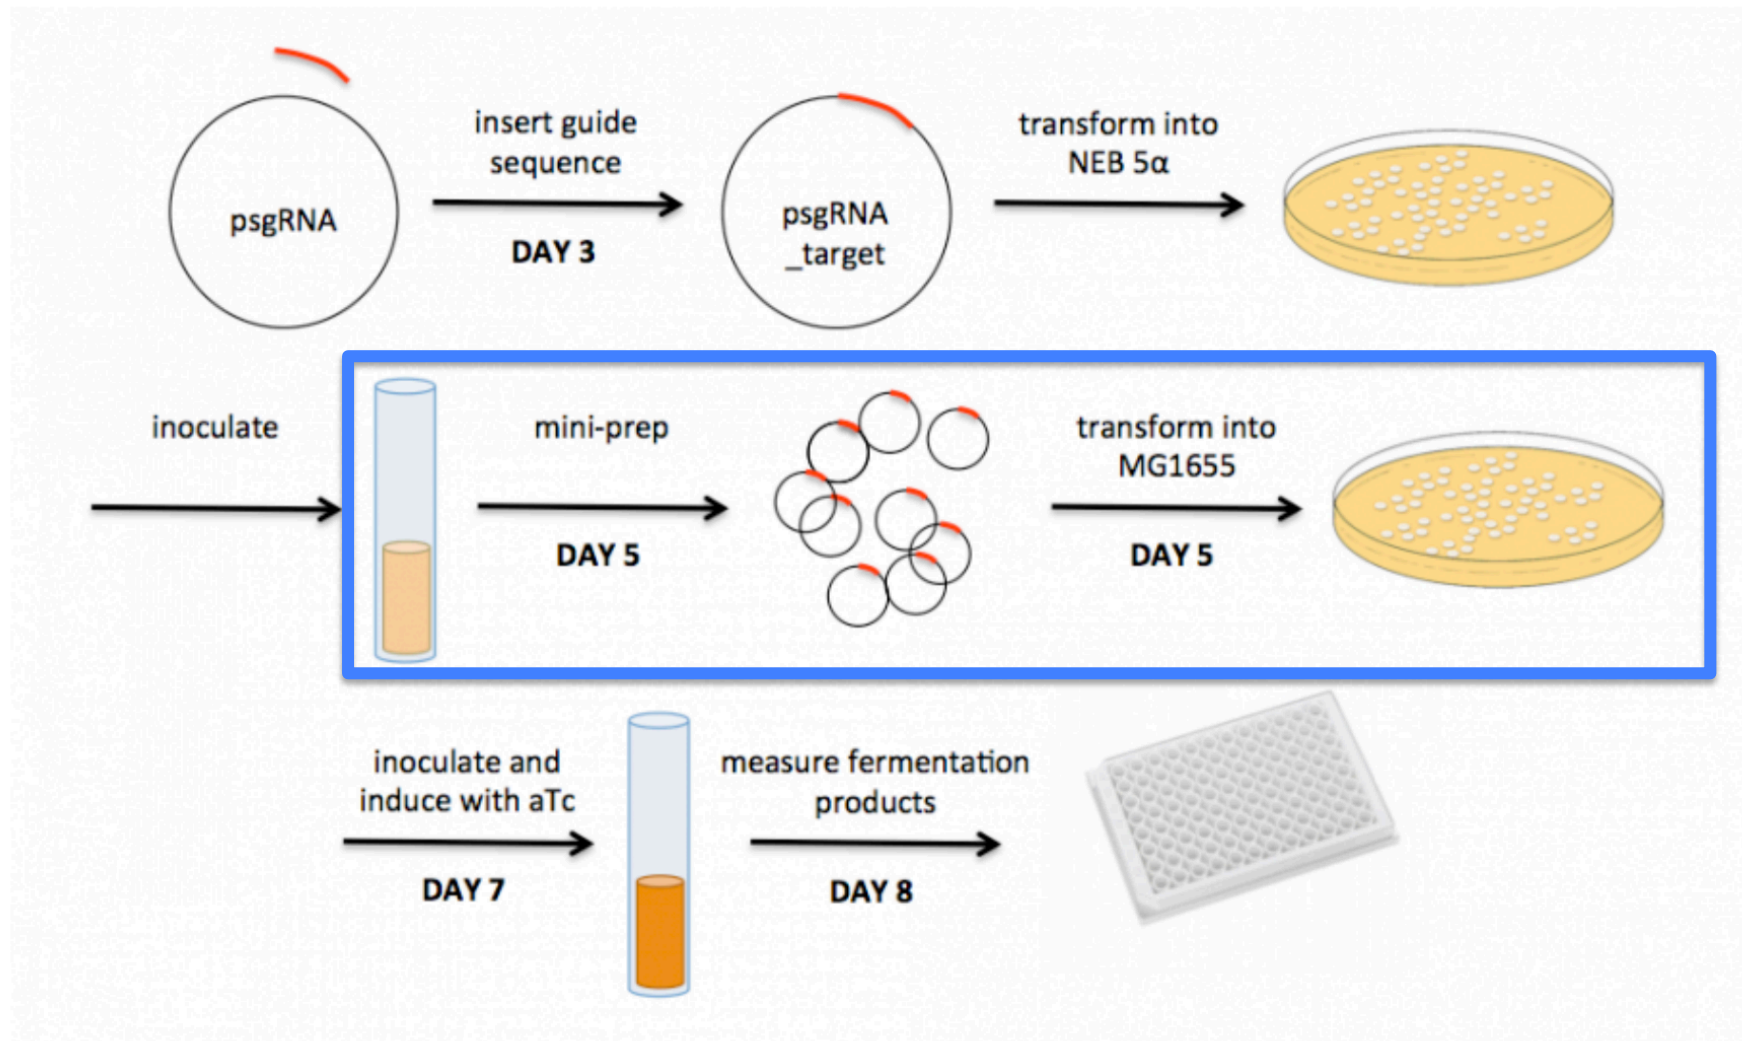 psgRNA
insert guide
sequence
DAY 3
psgRNA
_target
transform into
NEB 5α
inoculate
mini-prep
DAY 5
transform into
MG1655
DAY 5
inoculate and
induce with aTc
DAY 7
measure fermentation
products
DAY 8